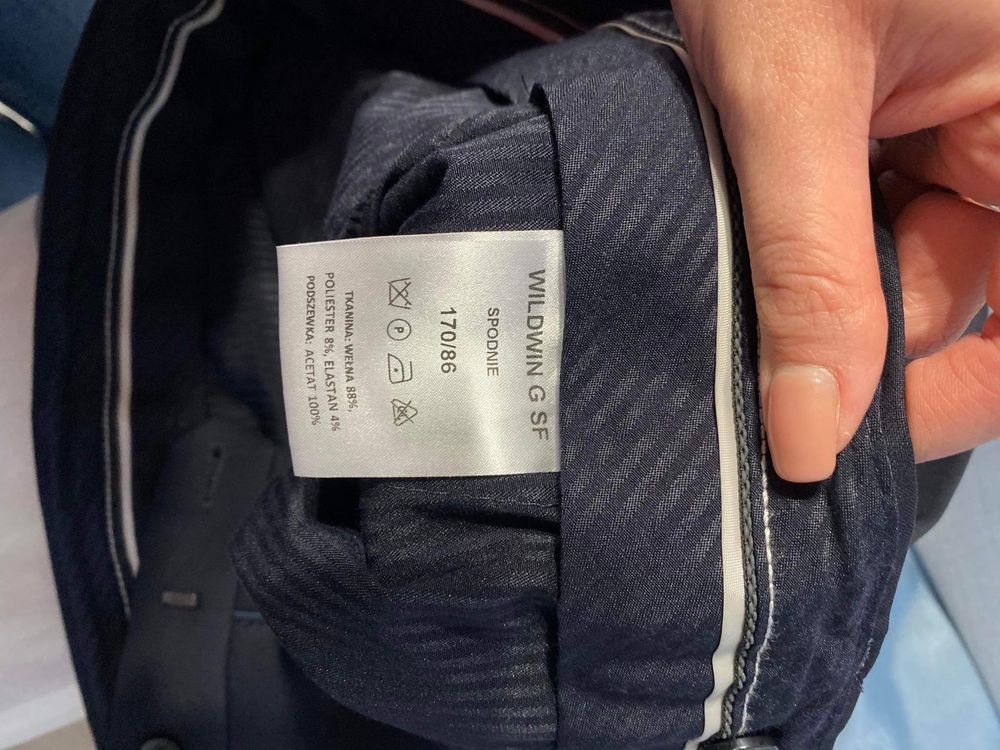 WILDWIN G SF
SPODNIE
170/86
P
TKANINA: WEŁNA 88%,
POLIESTER 8%, ELASTAN 4%
PODSZEWKA: ACETAT 100%